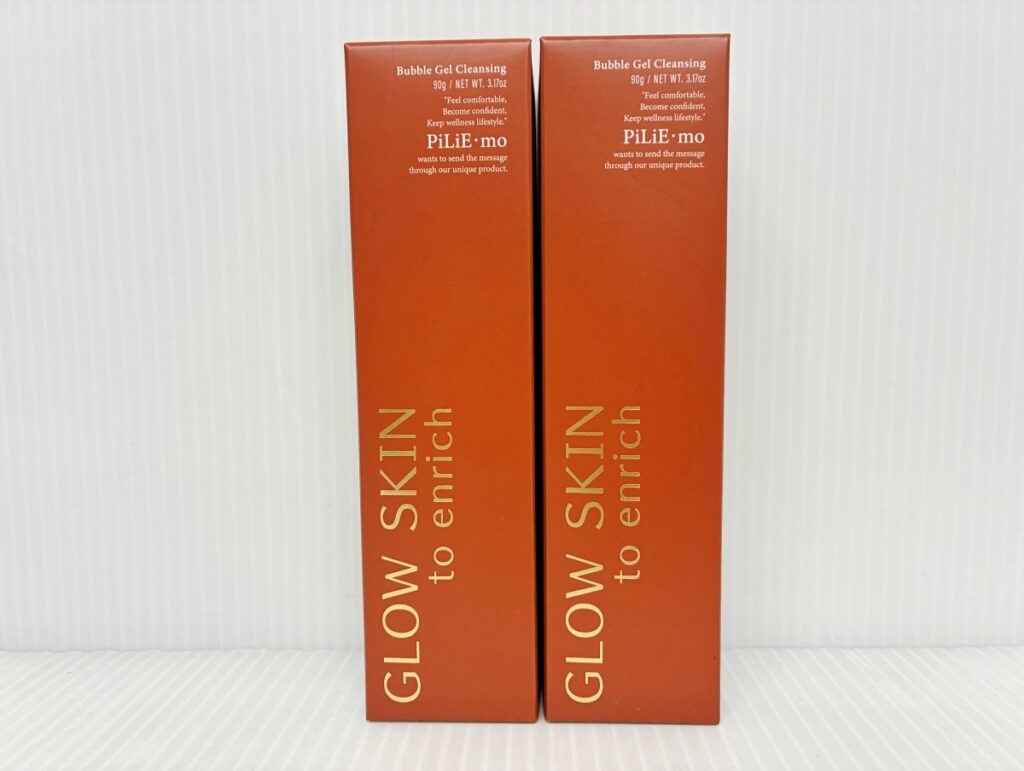 Bubble Gel Cleansing
90g / NET WT. 3.17oz
"Feel comfortable,
Become confident,
Keep wellness lifestyle."
PiLiE·mo
wants to send the message
through our unique product.
GLOW SKIN
to enrich
Bubble Gel Cleansing
90g / NET WT. 3.17oz
"Feel comfortable,
Become confident,
Keep wellness lifestyle."
PiLiE·mo
wants to send the message
through our unique product.
GLOW SKIN
to enrich